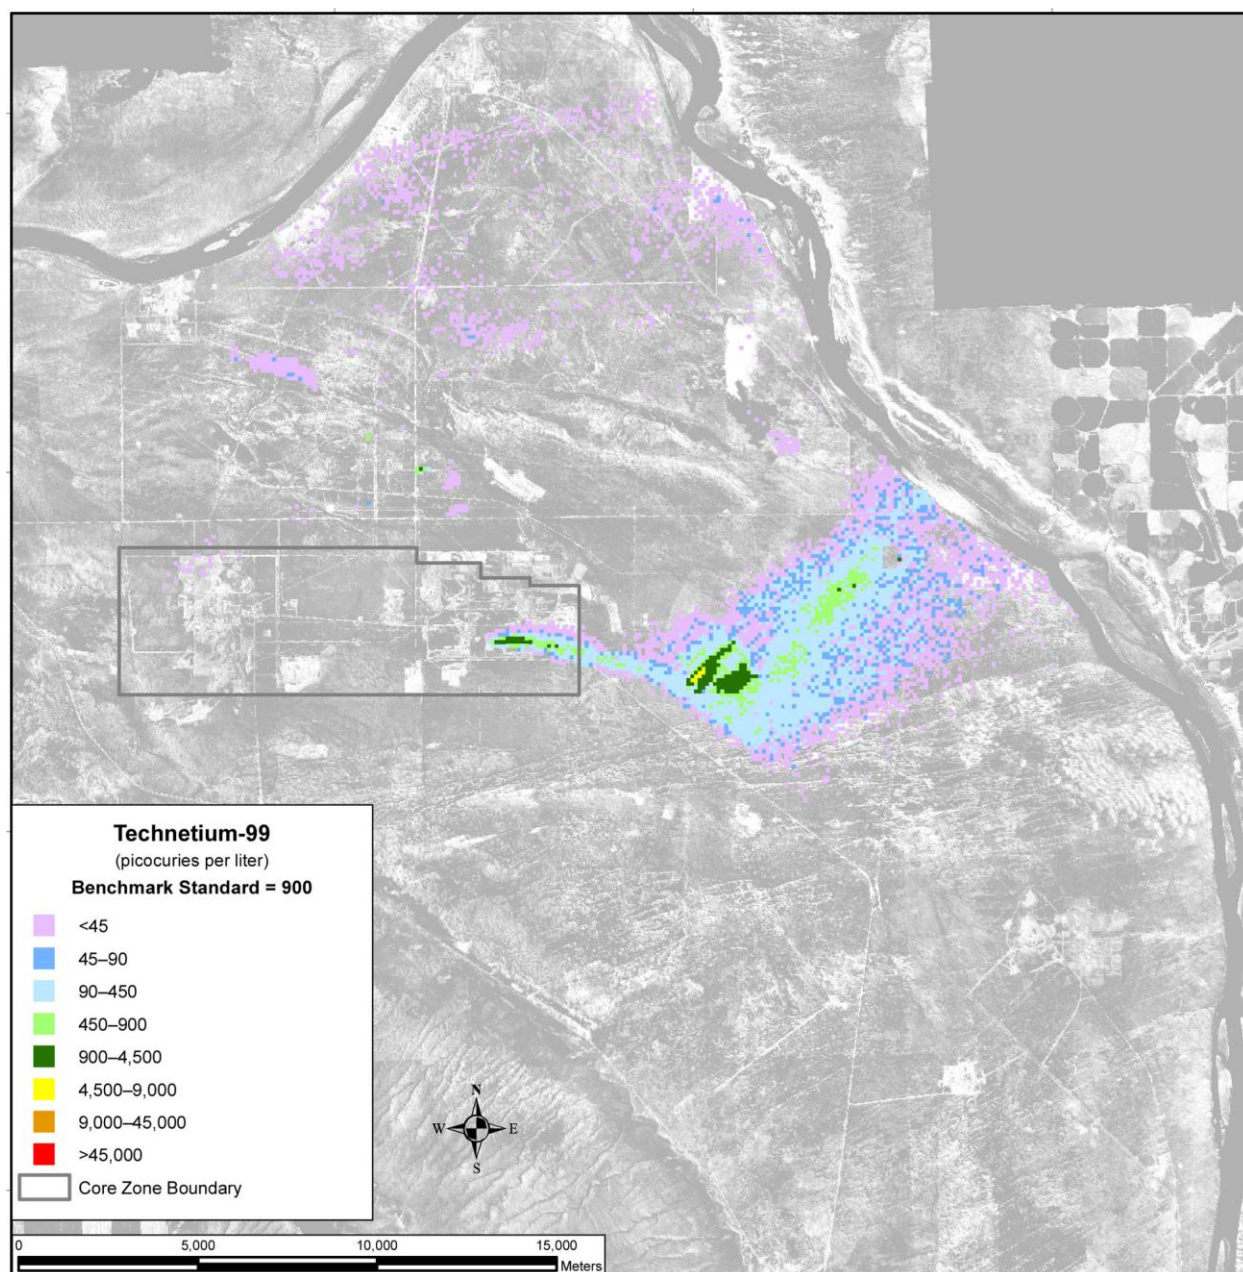 Technetium-99
(picocuries per liter)
Benchmark Standard = 900
<45
45–90
90–450
450–900
900–4,500
4,500–9,000
9,000–45,000
>45,000
Core Zone Boundary
N
W E
S
0 5,000 10,000 15,000
Meters